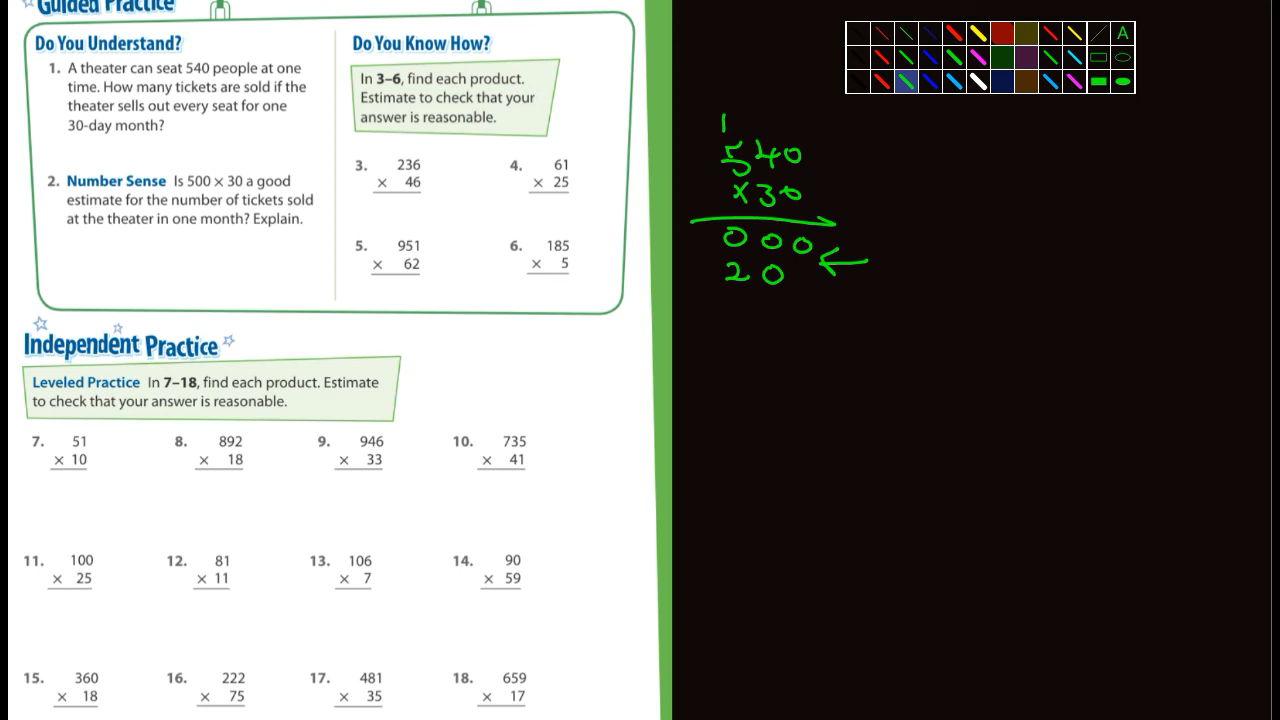 Guided Practice
Do You Understand?
1. A theater can seat 540 people at one
time. How many tickets are sold if the
theater sells out every seat for one
30-day month?
2. Number Sense Is 500 × 30 a good
estimate for the number of tickets sold
at the theater in one month? Explain.
Do You Know How?
In 3–6, find each product.
Estimate to check that your
answer is reasonable.
3. 236
× 46
4. 61
× 25
5. 951
× 62
6. 185
× 5
Independent Practice
Leveled Practice In 7–18, find each product. Estimate
to check that your answer is reasonable.
7. 51
× 10
8. 892
× 18
9. 946
× 33
10. 735
× 41
11. 100
× 25
12. 81
× 11
13. 106
× 7
14. 90
× 59
15. 360
× 18
16. 222
× 75
17. 481
× 35
18. 659
× 17
A
1
540
×30
000
20